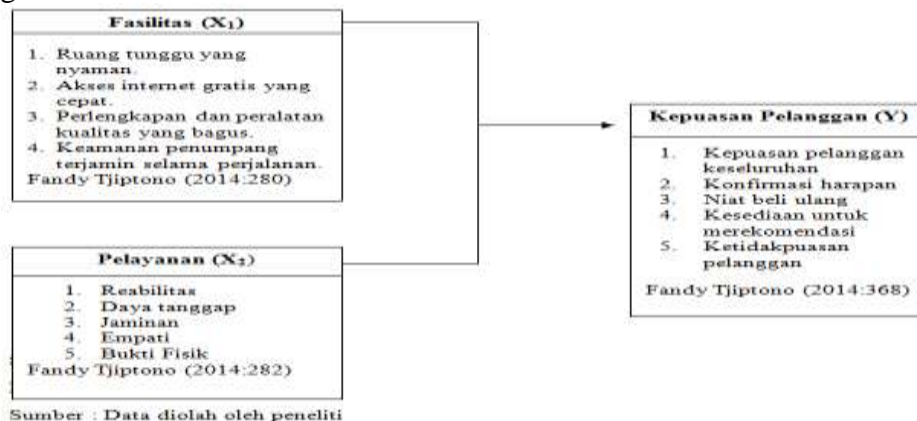 Fasilitas (X₁)
1. Ruang tunggu yang
nyaman.
2. Akses internet gratis yang
cepat.
3. Perlengkapan dan peralatan
kualitas yang bagus.
4. Keamanan penumpang
terjamin selama perjalanan.
Fandy Tjiptono (2014:280)
Pelayanan (X₂)
1. Reabilitas
2. Daya tanggap
3. Jaminan
4. Empati
5. Bukti Fisik
Fandy Tjiptono (2014:282)
Kepuasan Pelanggan (Y)
1. Kepuasan pelanggan
keseluruhan
2. Konfirmasi harapan
3. Niat beli ulang
4. Kesediaan untuk
merekomendasi
5. Ketidakpuasan
pelanggan
Fandy Tjiptono (2014:368)
Sumber : Data diolah oleh peneliti